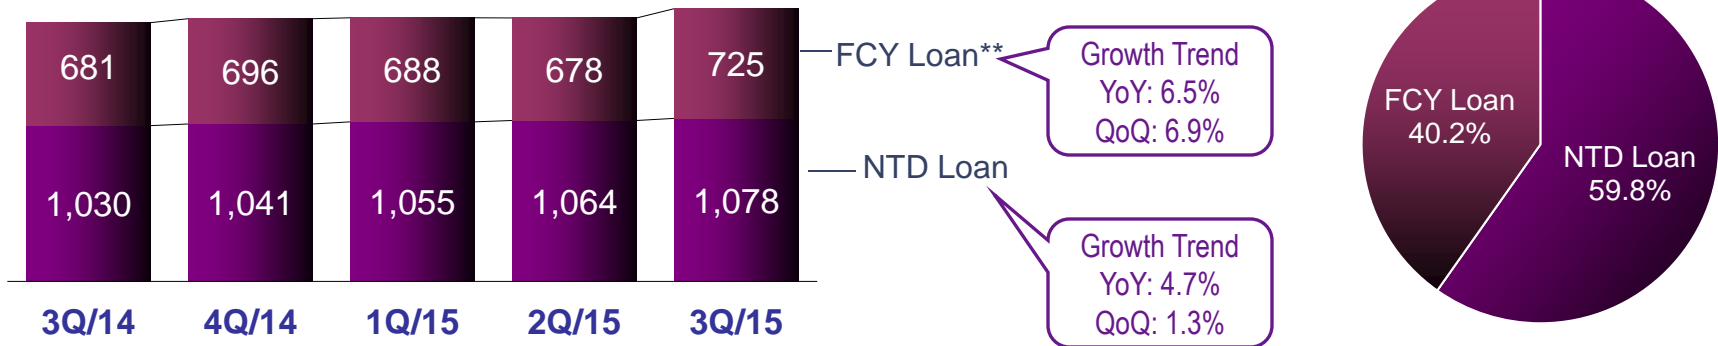 681
696
688
678
725
1,030
1,041
1,055
1,064
1,078
3Q/14
4Q/14
1Q/15
2Q/15
3Q/15
FCY Loan**
NTD Loan
Growth Trend
YoY: 6.5%
QoQ: 6.9%
Growth Trend
YoY: 4.7%
QoQ: 1.3%
FCY Loan
40.2%
NTD Loan
59.8%